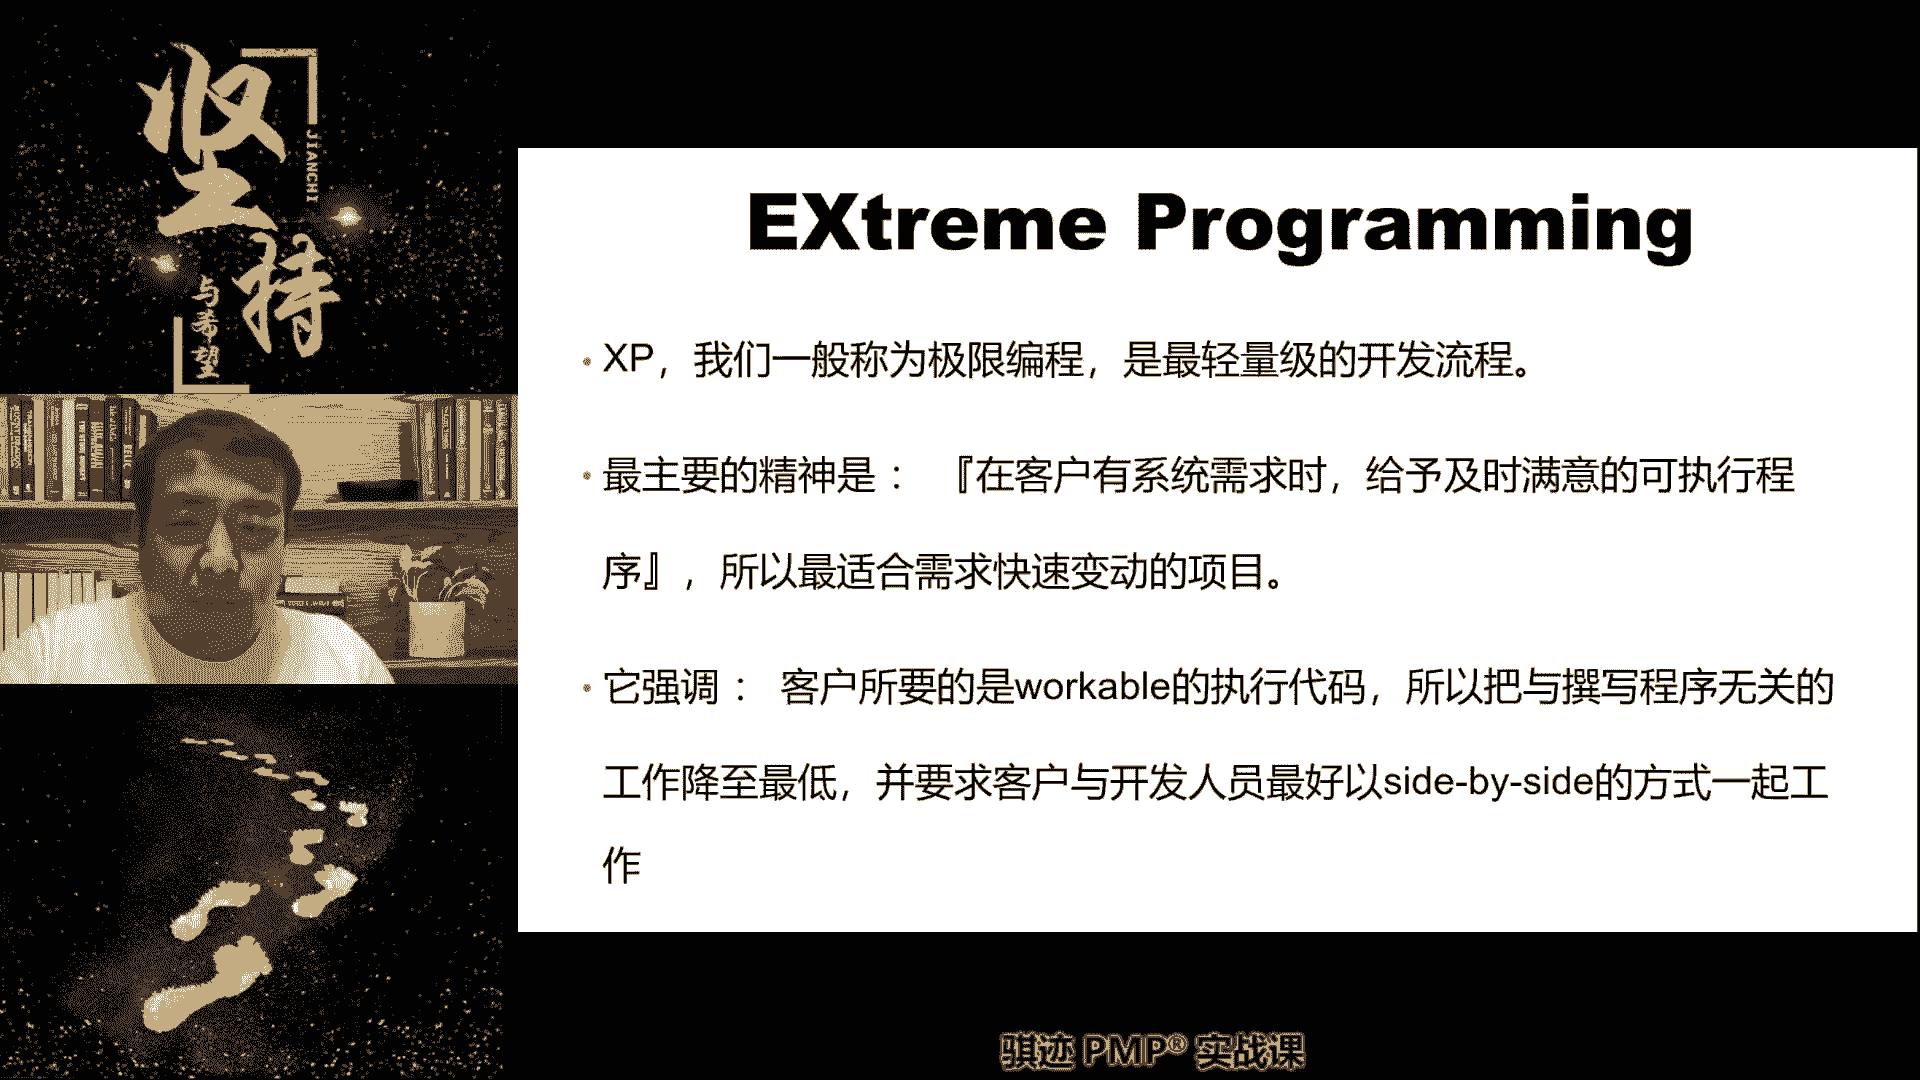 坚持
JIANCHI
与希望
EXtreme Programming
• XP，我们一般称为极限编程，是最轻量级的开发流程。
• 最主要的精神是： 『在客户有系统需求时，给予及时满意的可执行程
序』，所以最适合需求快速变动的项目。
• 它强调： 客户所要的是workable的执行代码，所以把与撰写程序无关的
工作降至最低，并要求客户与开发人员最好以side-by-side的方式一起工
作
骐迹 PMP® 实战课